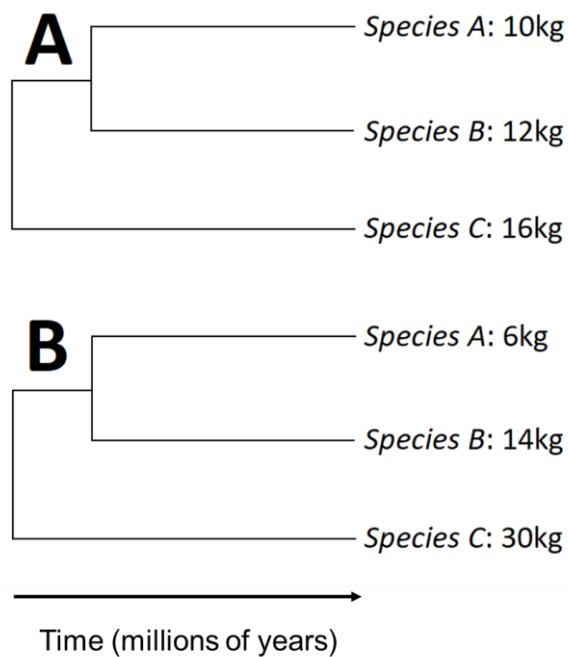 A
Species A: 10kg
Species B: 12kg
Species C: 16kg
B
Species A: 6kg
Species B: 14kg
Species C: 30kg
Time (millions of years)